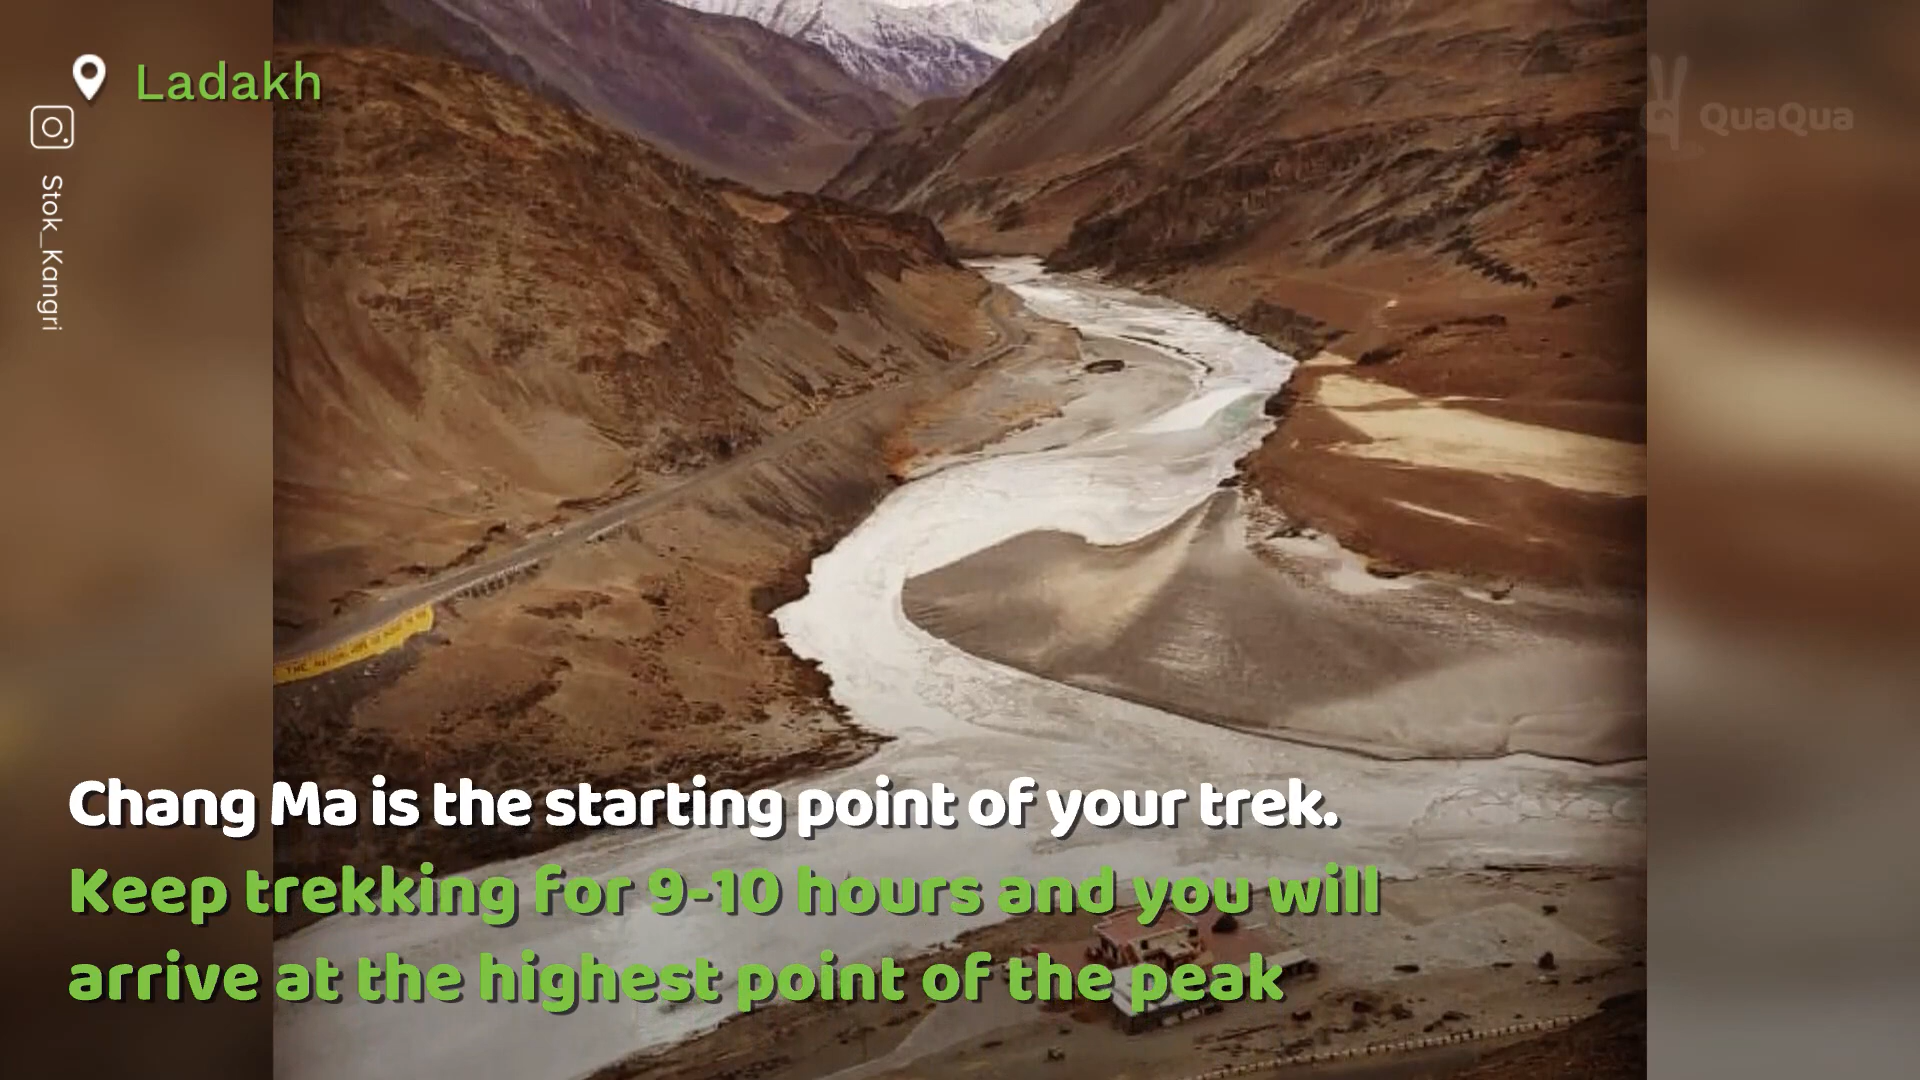 Ladakh
Stok_Kangri
QuaQua
Chang Ma is the starting point of your trek.
Keep trekking for 9-10 hours and you will
arrive at the highest point of the peak